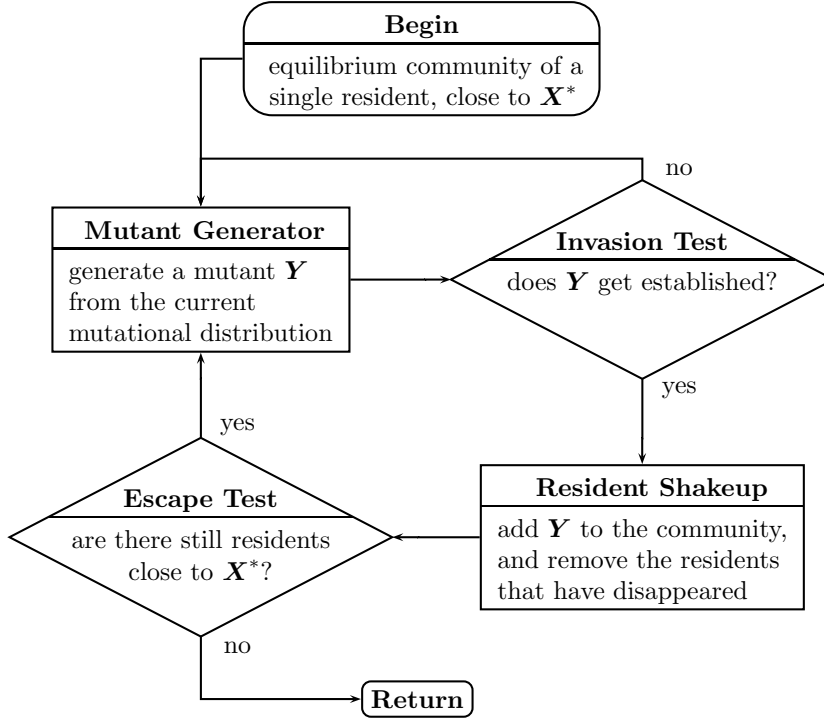 Begin
equilibrium community of a
single resident, close to X*
no
Mutant Generator
generate a mutant Y
from the current
mutational distribution
Invasion Test
does Y get established?
yes
yes
Escape Test
are there still residents
close to X*?
Resident Shakeup
add Y to the community,
and remove the residents
that have disappeared
no
Return